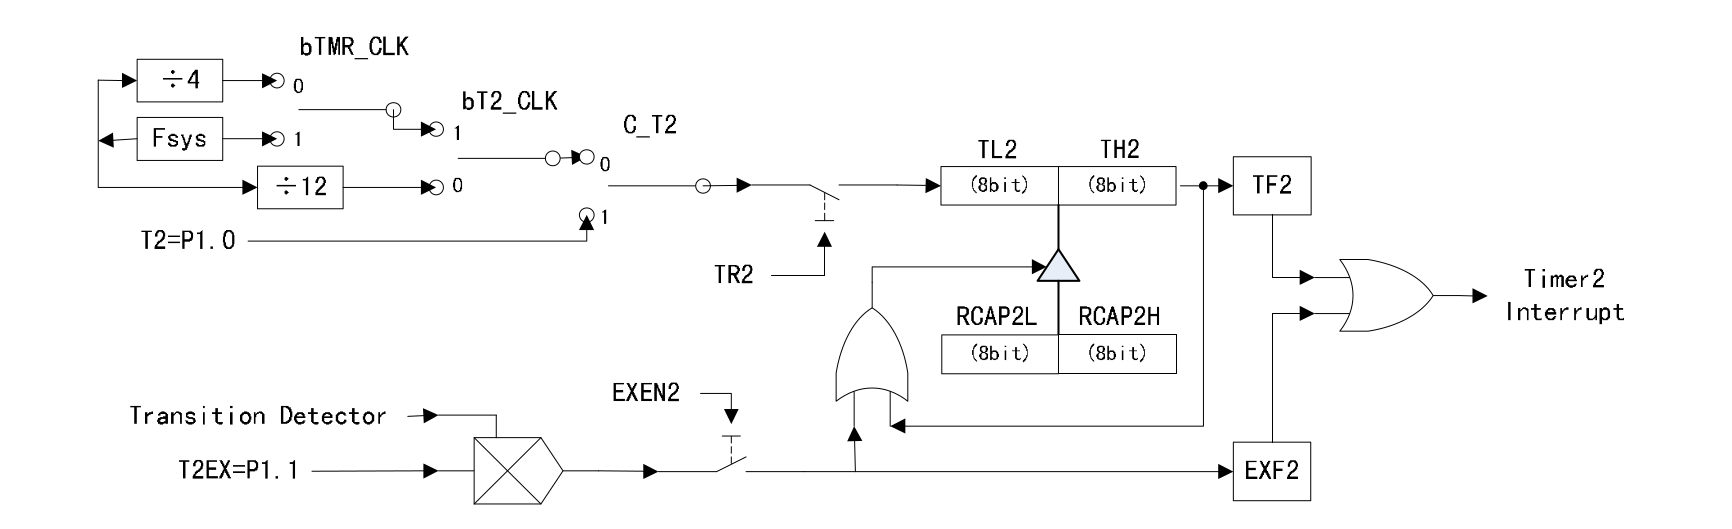 bTMR_CLK
÷4
0
bT2_CLK
Fsys
1
1
C_T2
0
÷12
0
1
T2=P1.0
TR2
TL2
TH2
(8bit)
(8bit)
TF2
RCAP2L
RCAP2H
(8bit)
(8bit)
Timer2
Interrupt
EXEN2
Transition Detector
T2EX=P1.1
EXF2